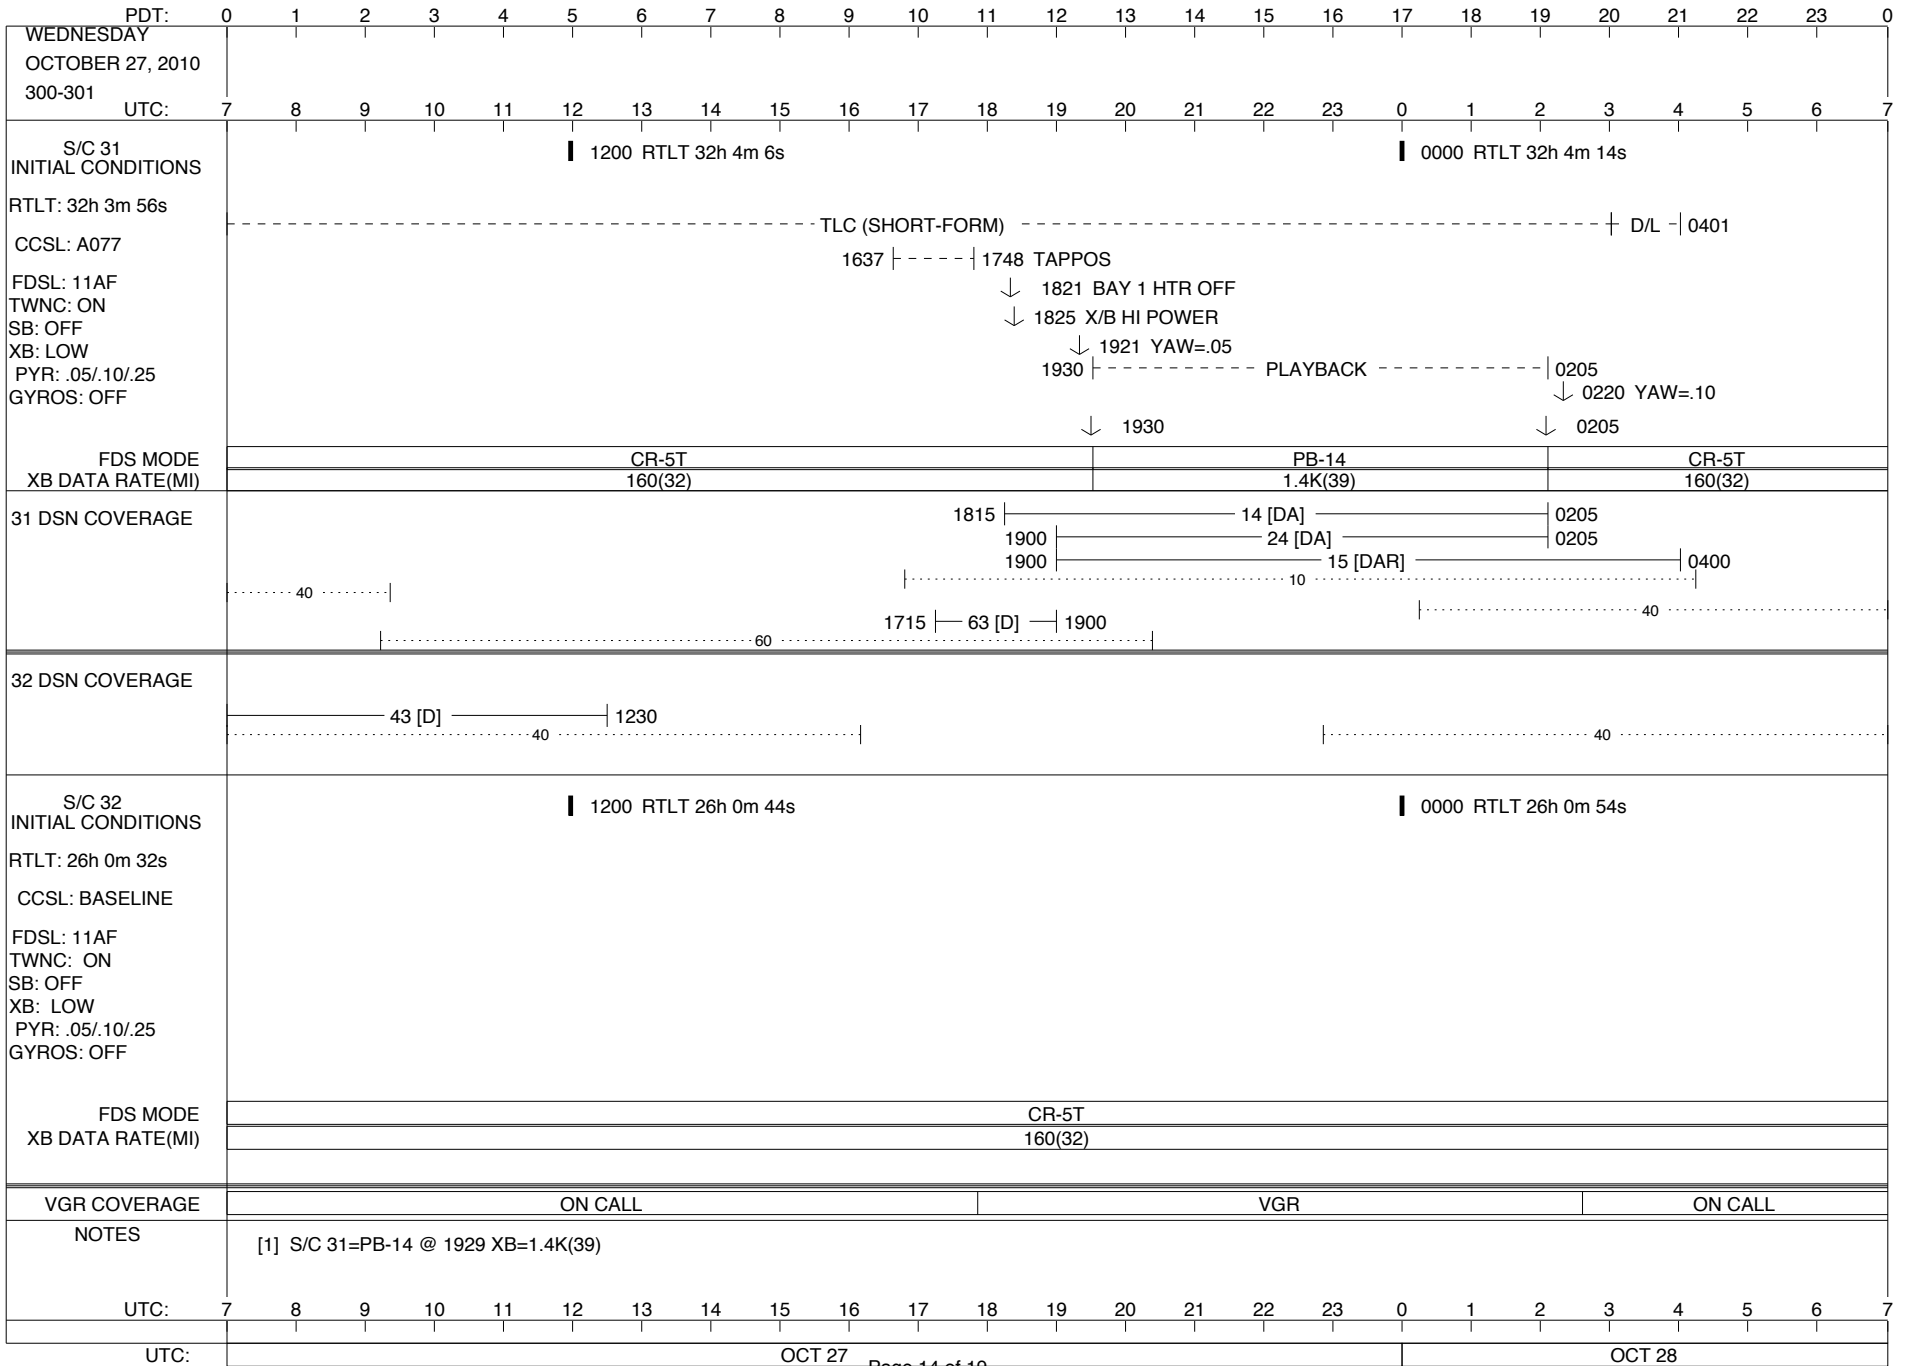 PDT: 0 1 2 3 4 5 6 7 8 9 10 11 12 13 14 15 16 17 18 19 20 21 22 23 0
WEDNESDAY
OCTOBER 27, 2010
300-301
UTC: 7 8 9 10 11 12 13 14 15 16 17 18 19 20 21 22 23 0 1 2 3 4 5 6 7
S/C 31
INITIAL CONDITIONS
1200 RTLT 32h 4m 6s
0000 RTLT 32h 4m 14s
RTLT: 32h 3m 56s
TLC (SHORT-FORM) D/L 0401
CCSL: A077
1637 1748 TAPPOS
FDSL: 11AF
1821 BAY 1 HTR OFF
TWNC: ON
1825 X/B HI POWER
SB: OFF
XB: LOW
1921 YAW=.05
PYR: .05/.10/.25
1930 PLAYBACK 0205
GYROS: OFF
0220 YAW=.10
1930 0205
FDS MODE CR-5T PB-14 CR-5T
XB DATA RATE(MI) 160(32) 1.4K(39) 160(32)
31 DSN COVERAGE
1815 14 [DA] 0205
1900 24 [DA] 0205
1900 15 [DAR] 0400
10
40
40
1715 63 [D] 1900
60
32 DSN COVERAGE
43 [D] 1230
40 40
S/C 32
INITIAL CONDITIONS
1200 RTLT 26h 0m 44s
0000 RTLT 26h 0m 54s
RTLT: 26h 0m 32s
CCSL: BASELINE
FDSL: 11AF
TWNC: ON
SB: OFF
XB: LOW
PYR: .05/.10/.25
GYROS: OFF
FDS MODE CR-5T
XB DATA RATE(MI) 160(32)
VGR COVERAGE ON CALL VGR ON CALL
NOTES
[1] S/C 31=PB-14 @ 1929 XB=1.4K(39)
UTC: 7 8 9 10 11 12 13 14 15 16 17 18 19 20 21 22 23 0 1 2 3 4 5 6 7
UTC: OCT 27 OCT 28
Page 14 of 19